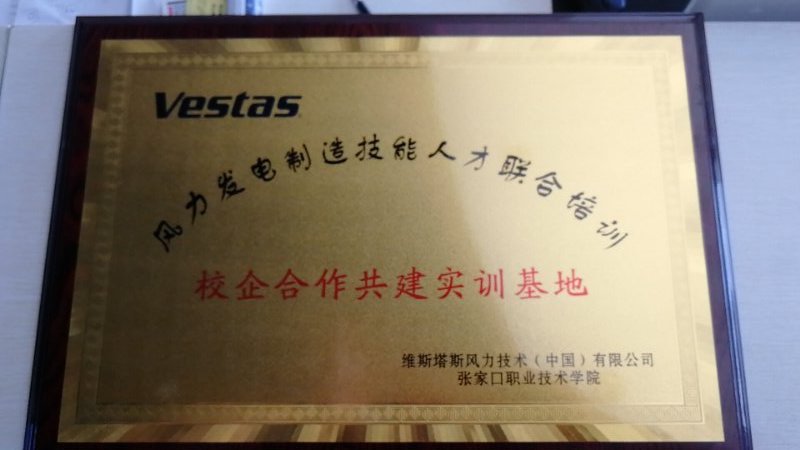 Vestas
风力发电制造技能人才联合培训
校企合作共建实训基地
维斯塔斯风力技术（中国）有限公司
张家口职业技术学院